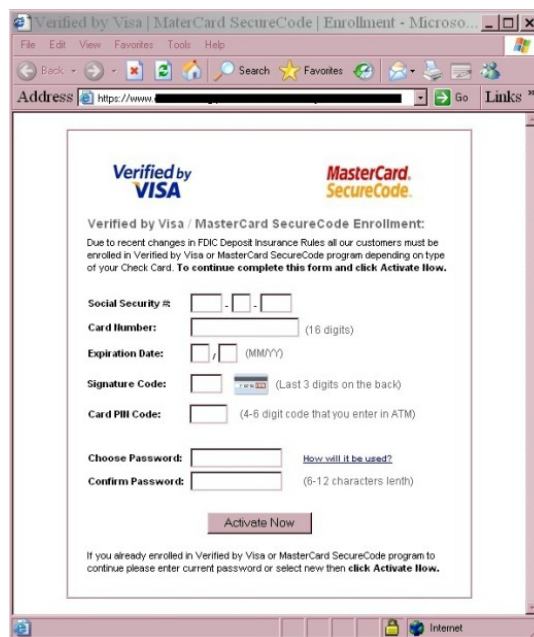 Verified by Visa | MaterCard SecureCode | Enrollment - Microso...
File Edit View Favorites Tools Help
Back Search Favorites
Address https://www. Go Links »
Verified by VISA
MasterCard. SecureCode.
Verified by Visa / MasterCard SecureCode Enrollment:
Due to recent changes in FDIC Deposit Insurance Rules all our customers must be
enrolled in Verified by Visa or MasterCard SecureCode program depending on type
of your Check Card. To continue complete this form and click Activate Now.
Social Security #: - -
Card Number: (16 digits)
Expiration Date: / (MM/YY)
Signature Code: (Last 3 digits on the back)
Card PIN Code: (4-6 digit code that you enter in ATM)
Choose Password: How will it be used?
Confirm Password: (6-12 characters lenth)
Activate Now
If you already enrolled in Verified by Visa or MasterCard SecureCode program to
continue please enter current password or select new then click Activate Now.
Internet